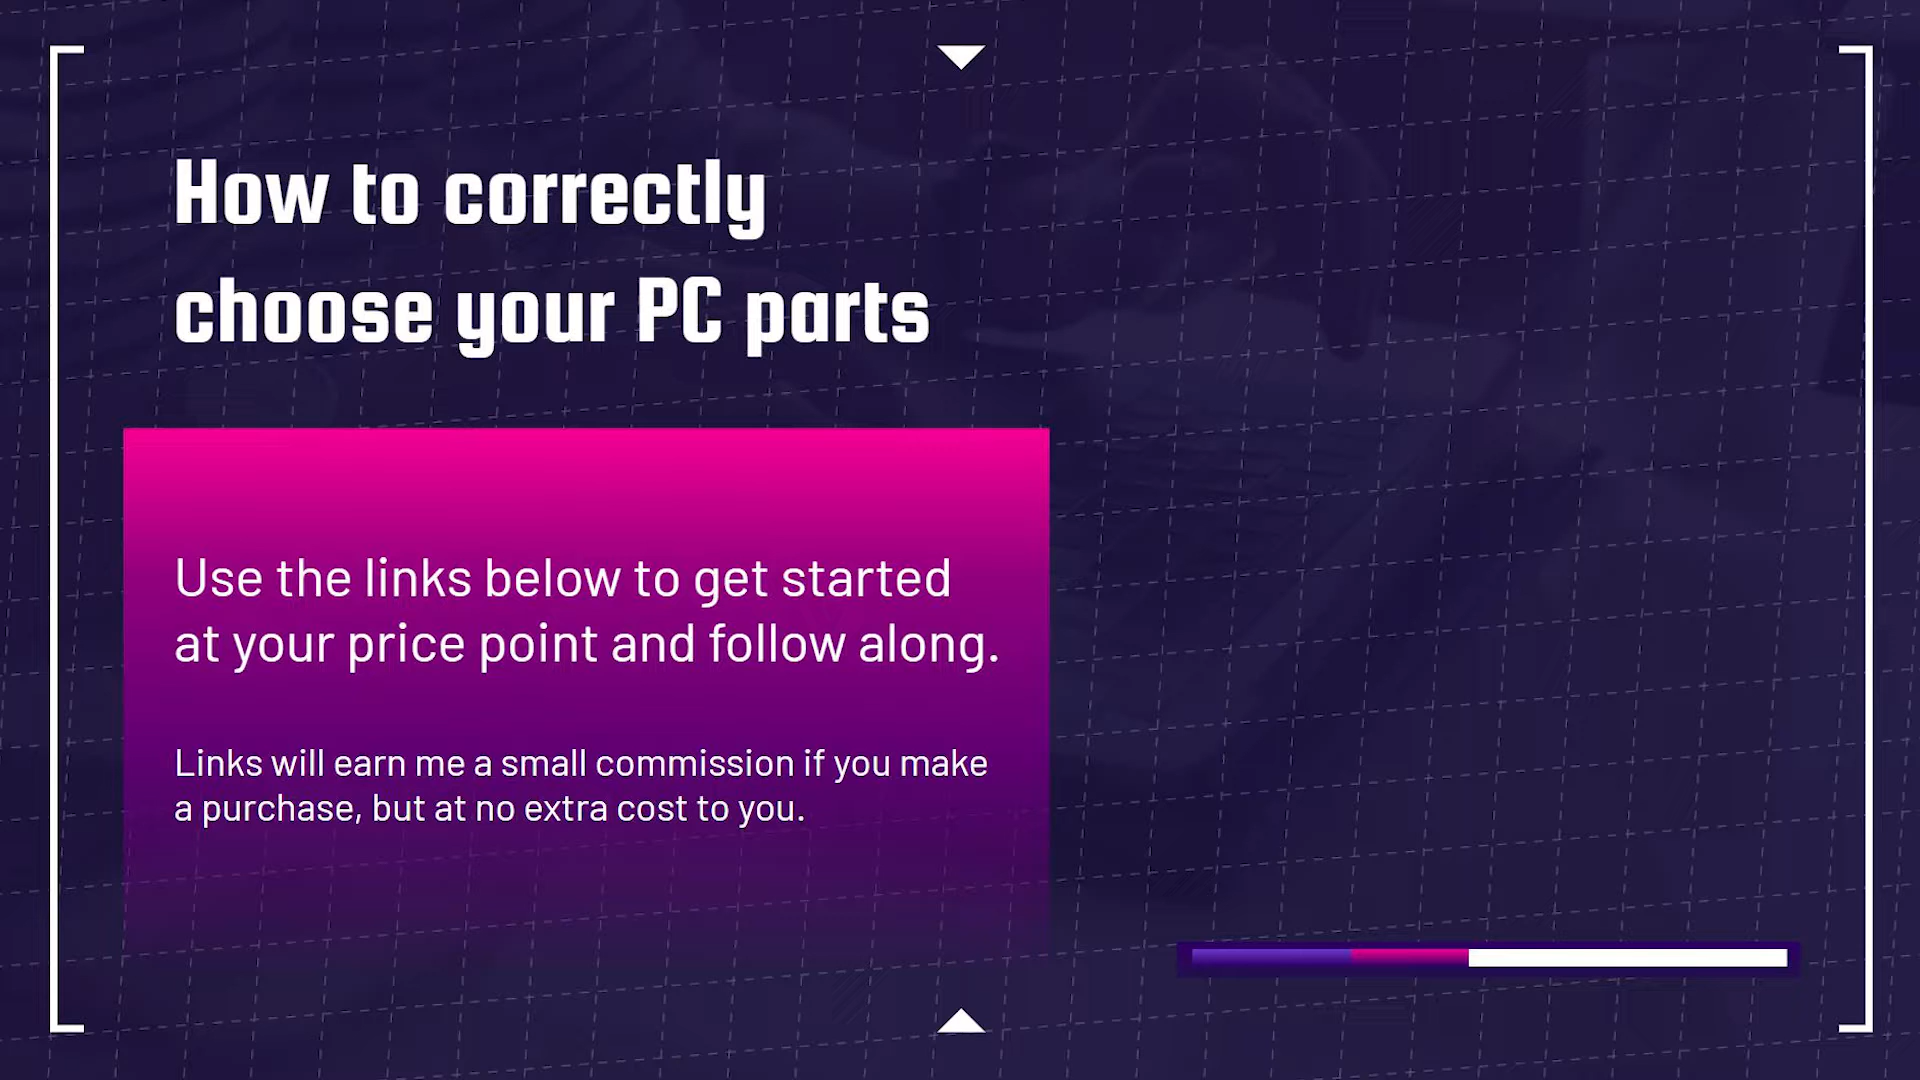 How to correctly
choose your PC parts
Use the links below to get started
at your price point and follow along.
Links will earn me a small commission if you make
a purchase, but at no extra cost to you.